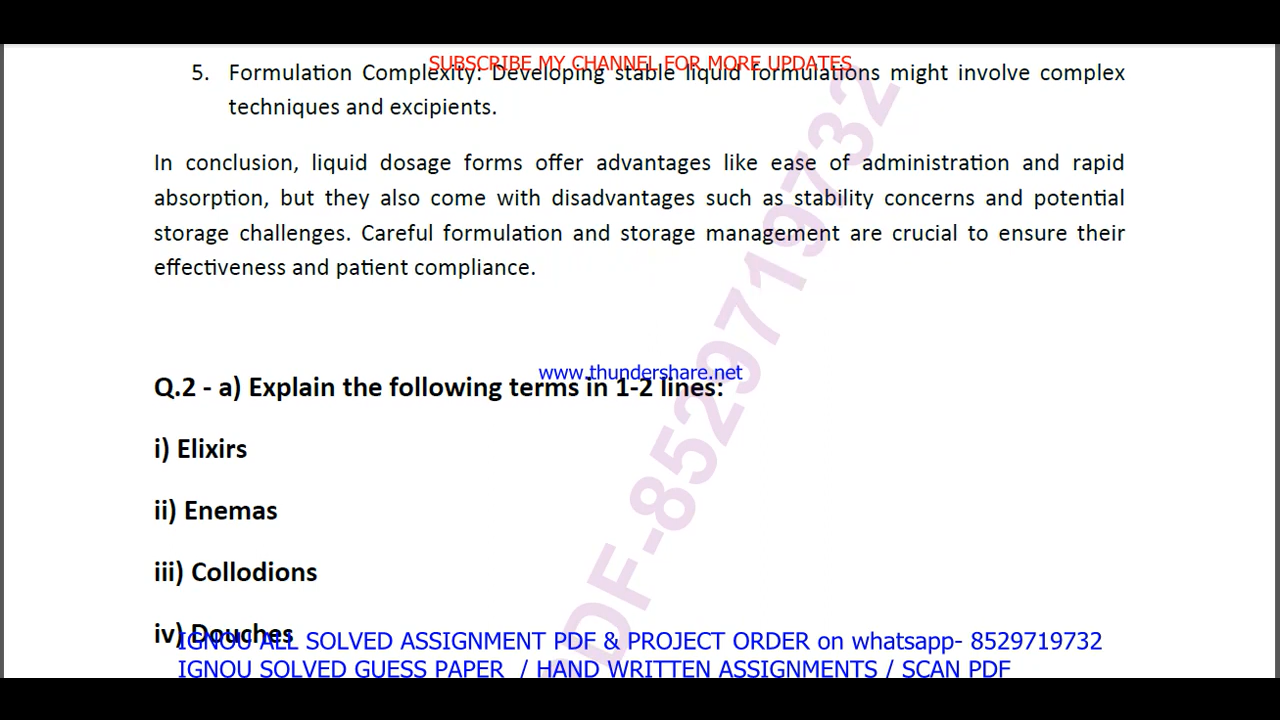 SUBSCRIBE MY CHANNEL FOR MORE UPDATES
5. Formulation Complexity: Developing stable liquid formulations might involve complex
techniques and excipients.
In conclusion, liquid dosage forms offer advantages like ease of administration and rapid
absorption, but they also come with disadvantages such as stability concerns and potential
storage challenges. Careful formulation and storage management are crucial to ensure their
effectiveness and patient compliance.
www.thundershare.net
Q.2 - a) Explain the following terms in 1-2 lines:
i) Elixirs
ii) Enemas
iii) Collodions
iv) Douches
IGNOU ALL SOLVED ASSIGNMENT PDF & PROJECT ORDER on whatsapp- 8529719732
IGNOU SOLVED GUESS PAPER / HAND WRITTEN ASSIGNMENTS / SCAN PDF
DF-8529719732